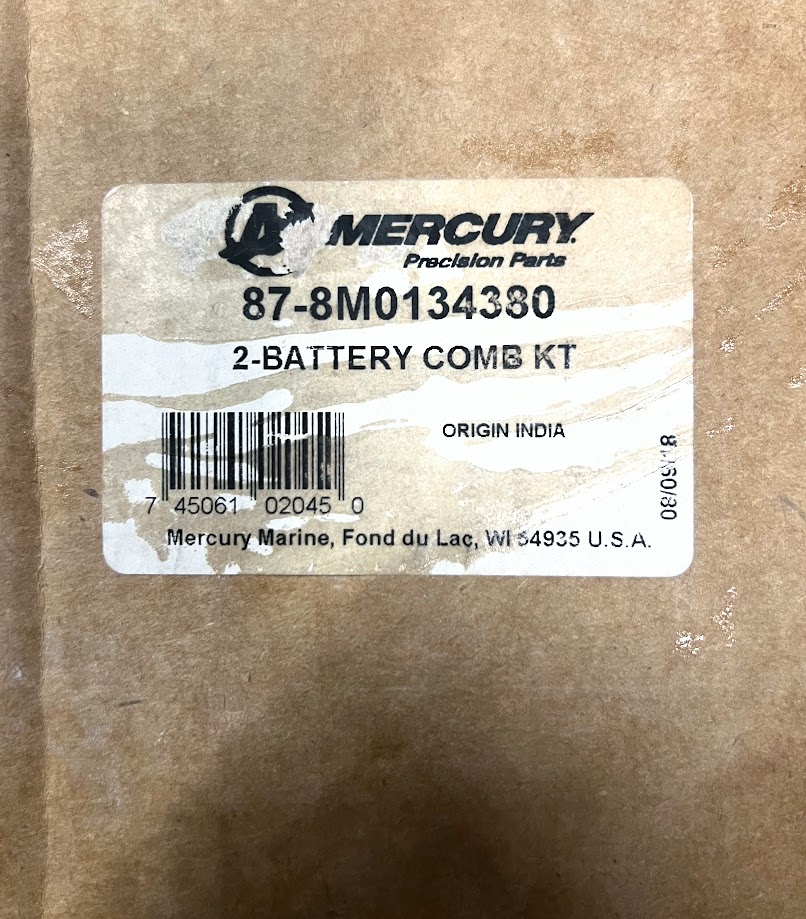 MERCURY
Precision Parts
87-8M0134380
2-BATTERY COMB KT
ORIGIN INDIA
08/09/18
7 45061 02045 0
Mercury Marine, Fond du Lac, WI 54935 U.S.A.